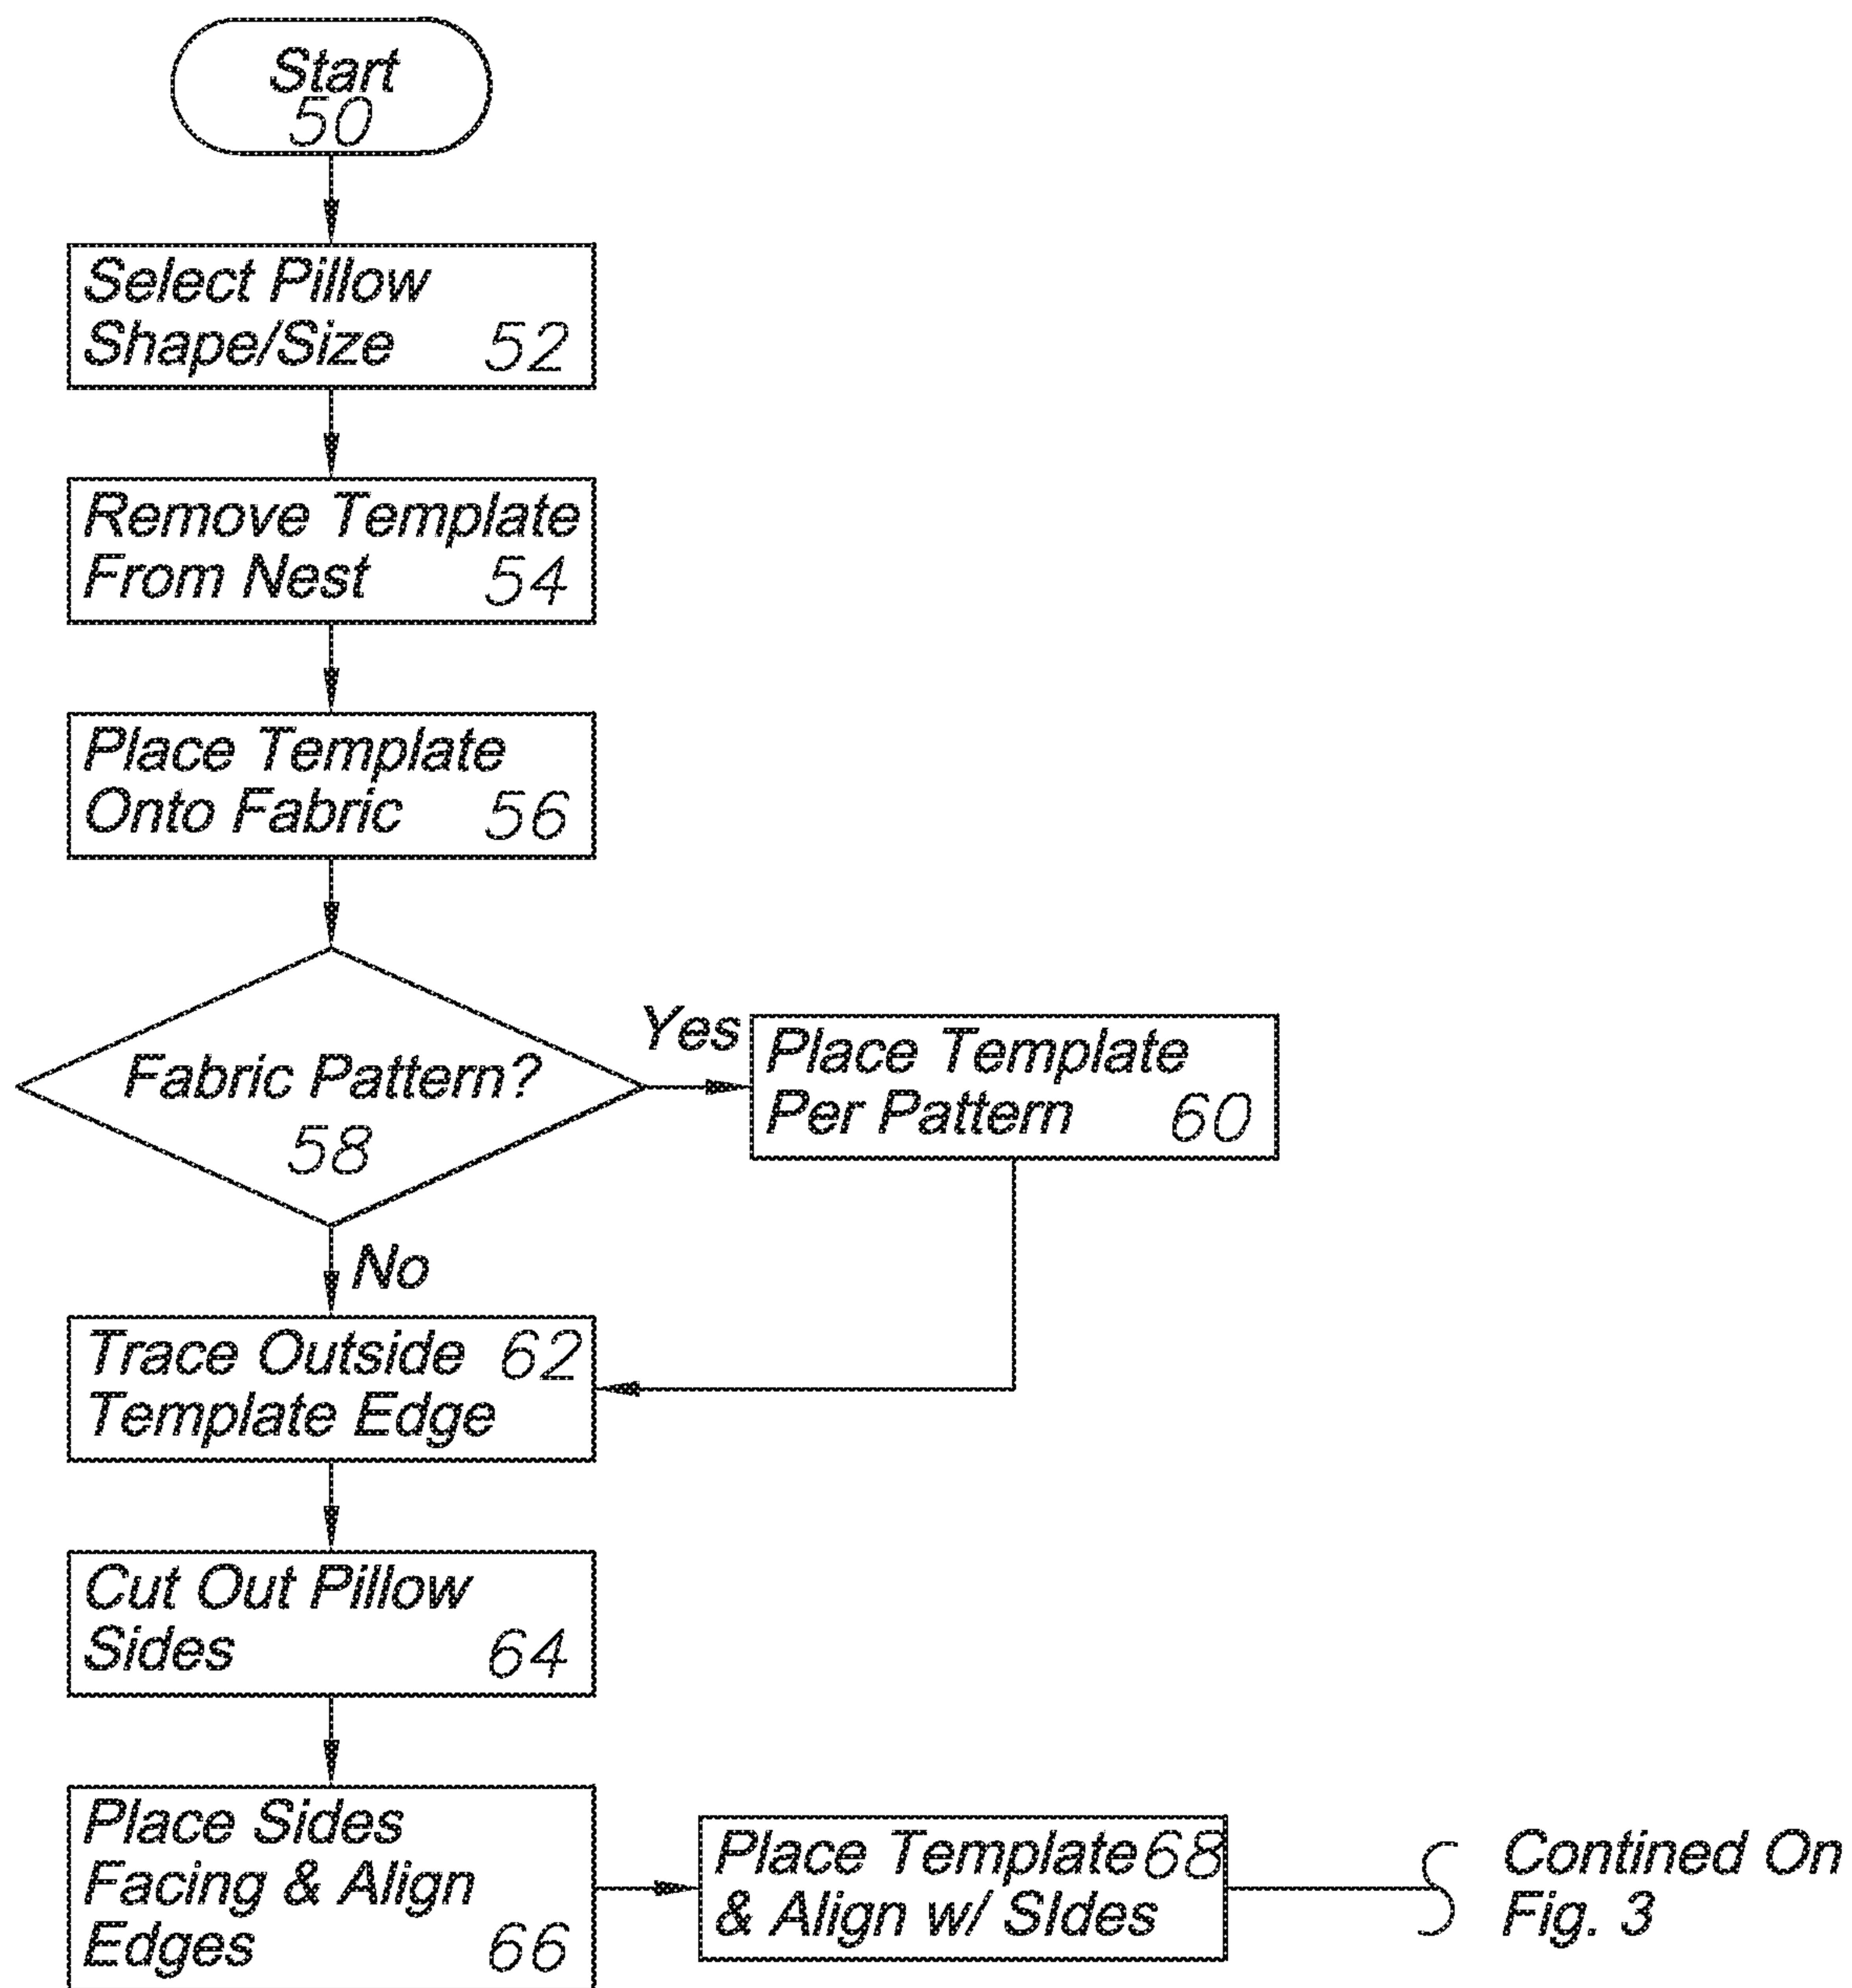 Start
50
Select Pillow
Shape/Size 52
Remove Template
From Nest 54
Place Template
Onto Fabric 56
Fabric Pattern?
58
Yes
Place Template
Per Pattern 60
No
Trace Outside 62
Template Edge
Cut Out Pillow
Sides 64
Place Sides
Facing & Align
Edges 66
Place Template 68
& Align w/ SIdes
Contined On
Fig. 3